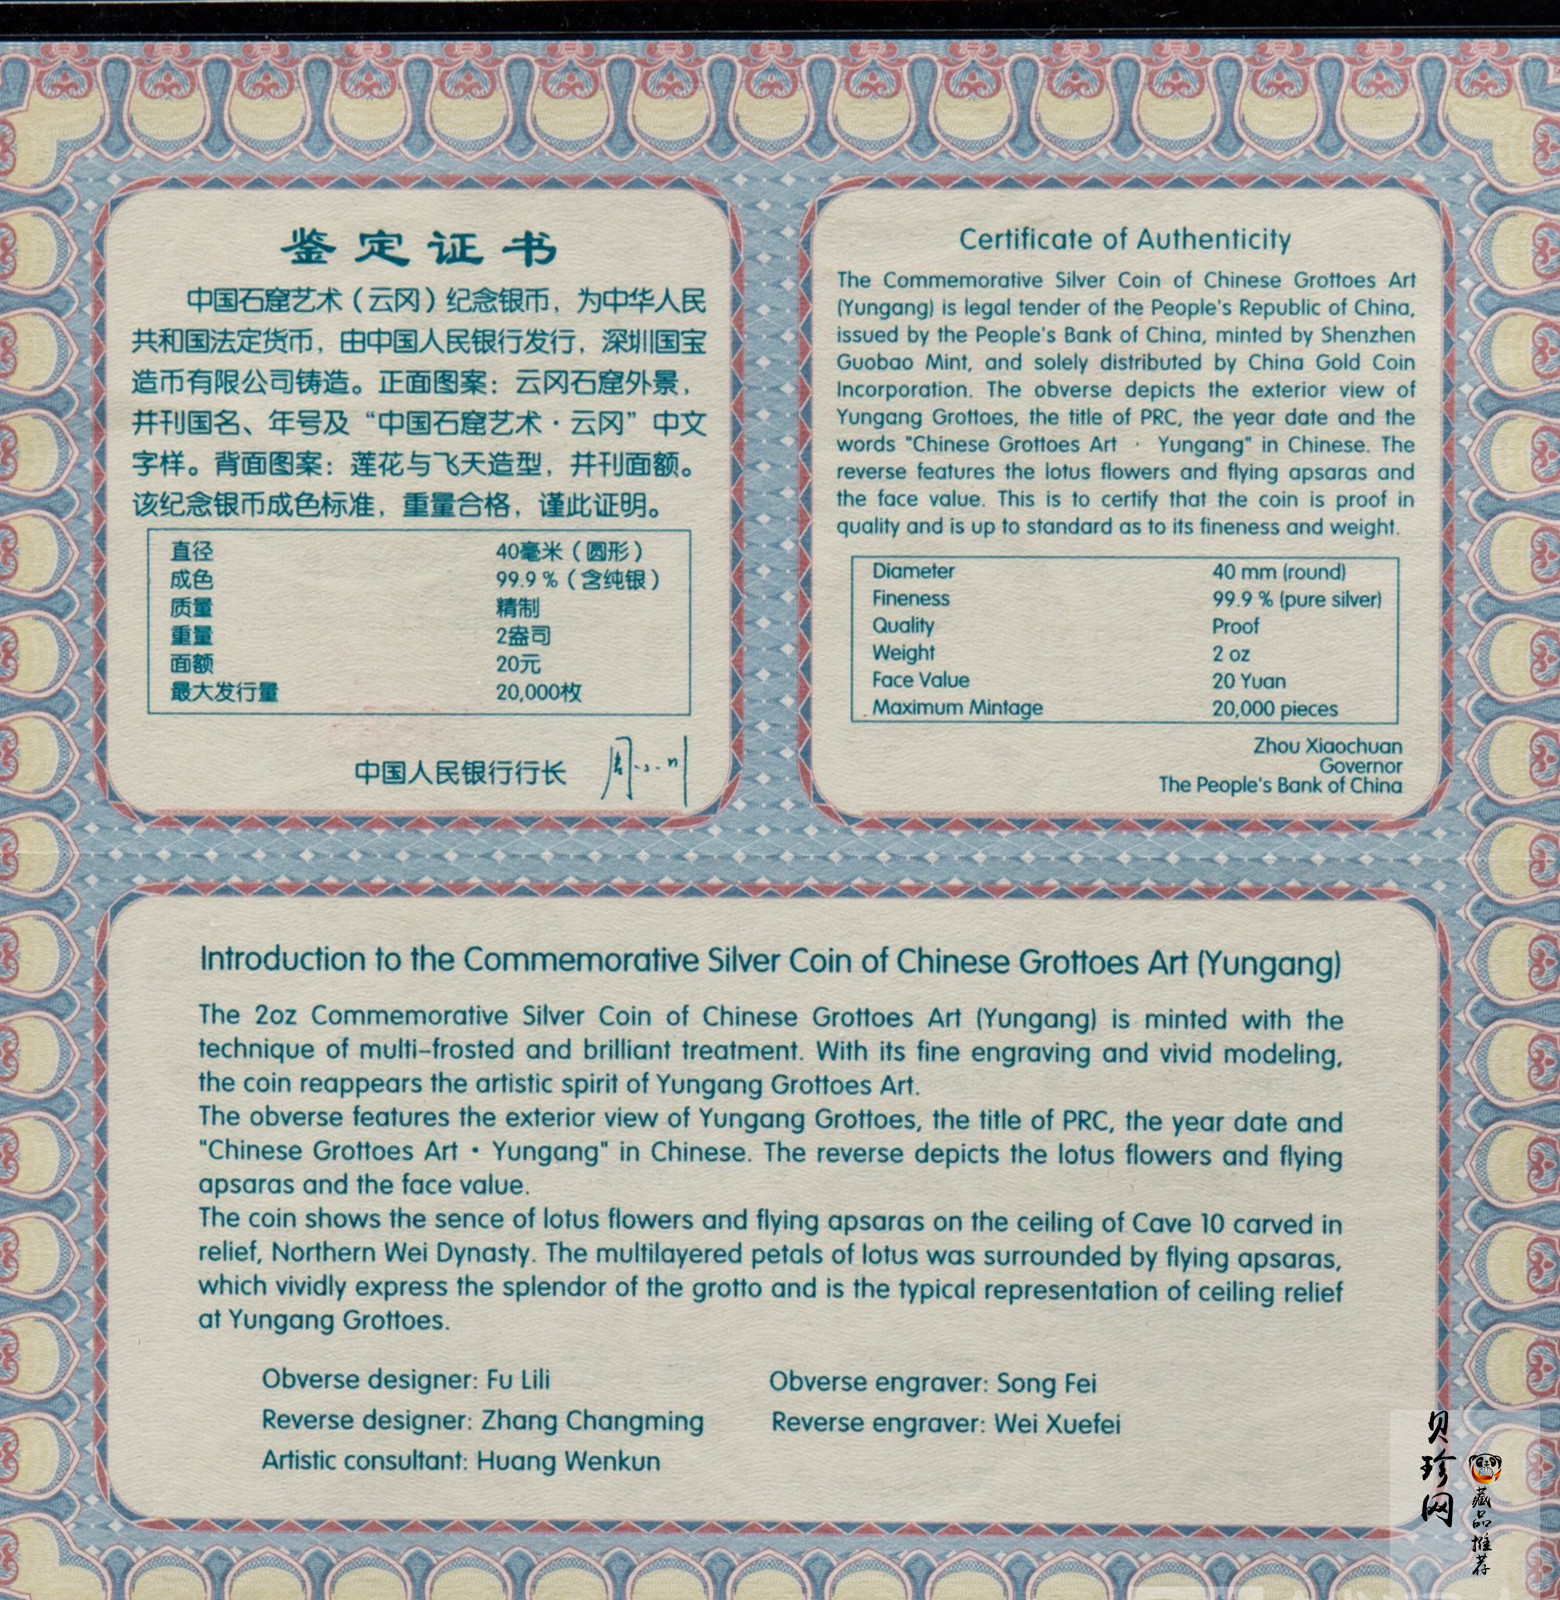 鉴定证书
中国石窟艺术（云冈）纪念银币，为中华人民
共和国法定货币，由中国人民银行发行，深圳国宝
造币有限公司铸造。正面图案：云冈石窟外景，
并刊国名、年号及“中国石窟艺术·云冈”中文
字样。背面图案：莲花与飞天造型，并刊面额。
该纪念银币成色标准，重量合格，谨此证明。
直径 40毫米（圆形）
成色 99.9 %（含纯银）
质量 精制
重量 2盎司
面额 20元
最大发行量 20,000枚
中国人民银行行长
Certificate of Authenticity
The Commemorative Silver Coin of Chinese Grottoes Art
(Yungang) is legal tender of the People's Republic of China,
issued by the People's Bank of China, minted by Shenzhen
Guobao Mint, and solely distributed by China Gold Coin
Incorporation. The obverse depicts the exterior view of
Yungang Grottoes, the title of PRC, the year date and the
words "Chinese Grottoes Art · Yungang" in Chinese. The
reverse features the lotus flowers and flying apsaras and
the face value. This is to certify that the coin is proof in
quality and is up to standard as to its fineness and weight.
Diameter 40 mm (round)
Fineness 99.9 % (pure silver)
Quality Proof
Weight 2 oz
Face Value 20 Yuan
Maximum Mintage 20,000 pieces
Zhou Xiaochuan
Governor
The People's Bank of China
Introduction to the Commemorative Silver Coin of Chinese Grottoes Art (Yungang)
The 2oz Commemorative Silver Coin of Chinese Grottoes Art (Yungang) is minted with the
technique of multi-frosted and brilliant treatment. With its fine engraving and vivid modeling,
the coin reappears the artistic spirit of Yungang Grottoes Art.
The obverse features the exterior view of Yungang Grottoes, the title of PRC, the year date and
"Chinese Grottoes Art • Yungang" in Chinese. The reverse depicts the lotus flowers and flying
apsaras and the face value.
The coin shows the sence of lotus flowers and flying apsaras on the ceiling of Cave 10 carved in
relief, Northern Wei Dynasty. The multilayered petals of lotus was surrounded by flying apsaras,
which vividly express the splendor of the grotto and is the typical representation of ceiling relief
at Yungang Grottoes.
Obverse designer: Fu Lili Obverse engraver: Song Fei
Reverse designer: Zhang Changming Reverse engraver: Wei Xuefei
Artistic consultant: Huang Wenkun
贝珍网
藏品推荐